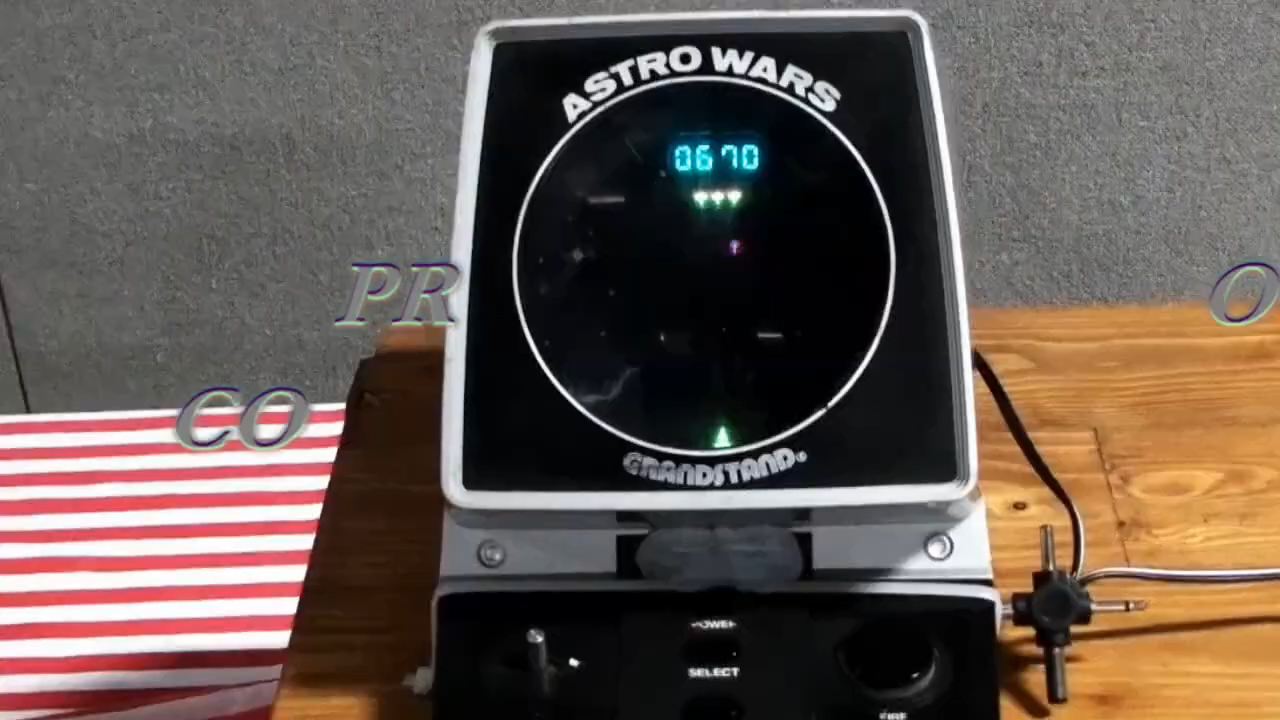 ASTRO WARS
0670
PR
O
CO
GRANDSTAND®
POWER
SELECT
FIRE